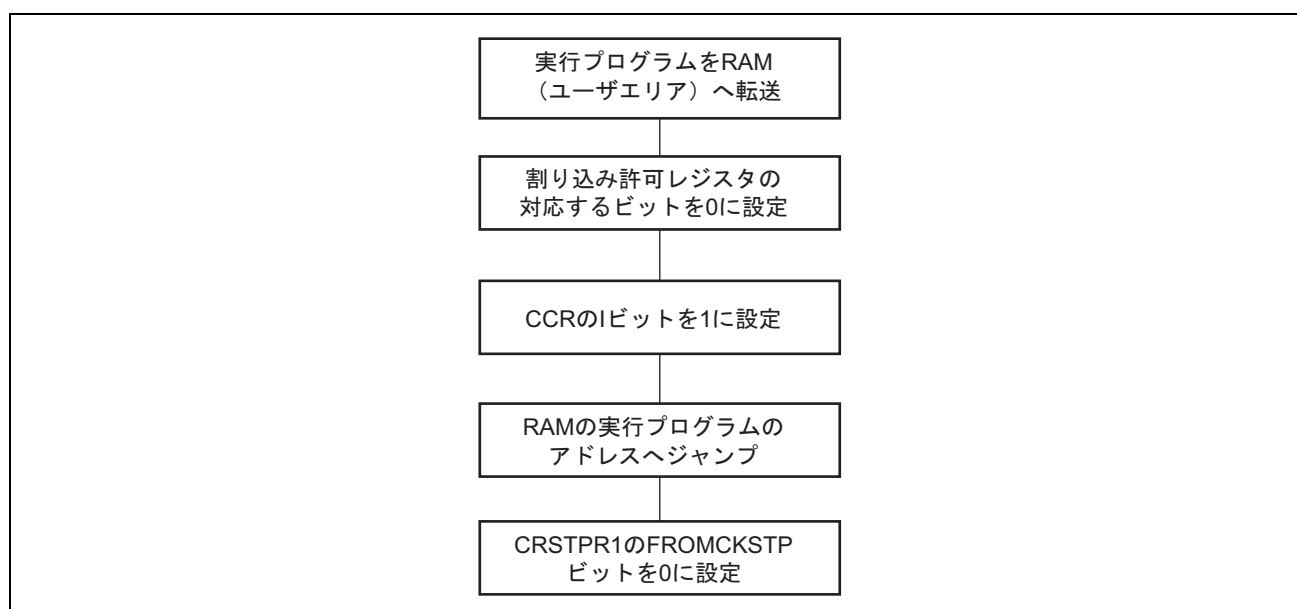 実行プログラムをRAM
（ユーザエリア）へ転送
割り込み許可レジスタの
対応するビットを0に設定
CCRのIビットを1に設定
RAMの実行プログラムの
アドレスへジャンプ
CRSTPR1のFROMCKSTP
ビットを0に設定